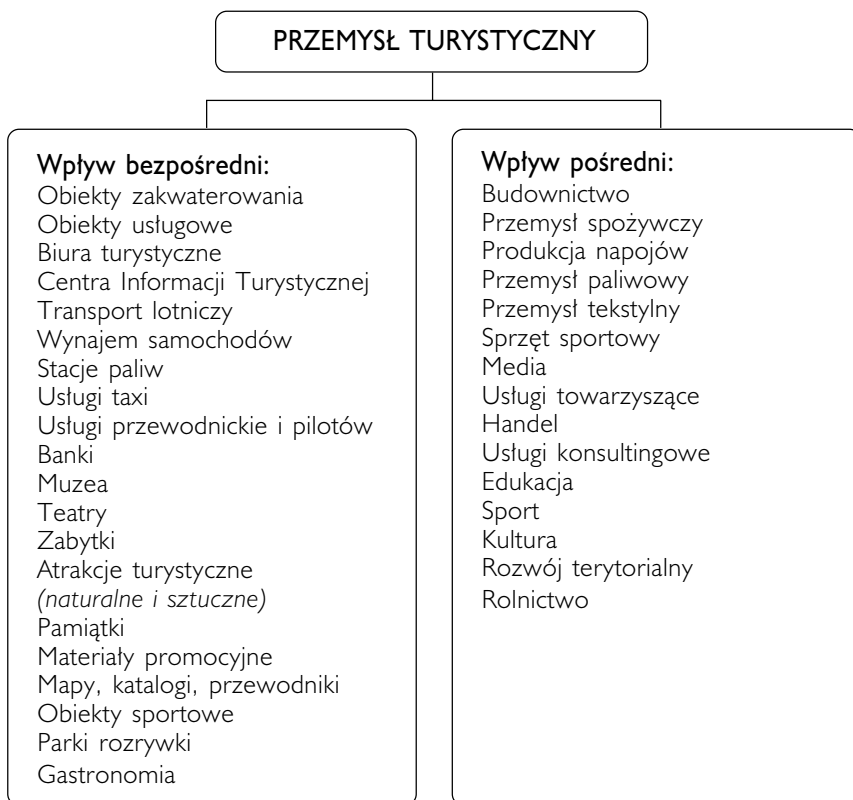 PRZEMYSŁ TURYSTYCZNY
Wpływ bezpośredni:
Obiekty zakwaterowania
Obiekty usługowe
Biura turystyczne
Centra Informacji Turystycznej
Transport lotniczy
Wynajem samochodów
Stacje paliw
Usługi taxi
Usługi przewodnickie i pilotów
Banki
Muzea
Teatry
Zabytki
Atrakcje turystyczne
(naturalne i sztuczne)
Pamiątki
Materiały promocyjne
Mapy, katalogi, przewodniki
Obiekty sportowe
Parki rozrywki
Gastronomia
Wpływ pośredni:
Budownictwo
Przemysł spożywczy
Produkcja napojów
Przemysł paliwowy
Przemysł tekstylny
Sprzęt sportowy
Media
Usługi towarzyszące
Handel
Usługi konsultingowe
Edukacja
Sport
Kultura
Rozwój terytorialny
Rolnictwo